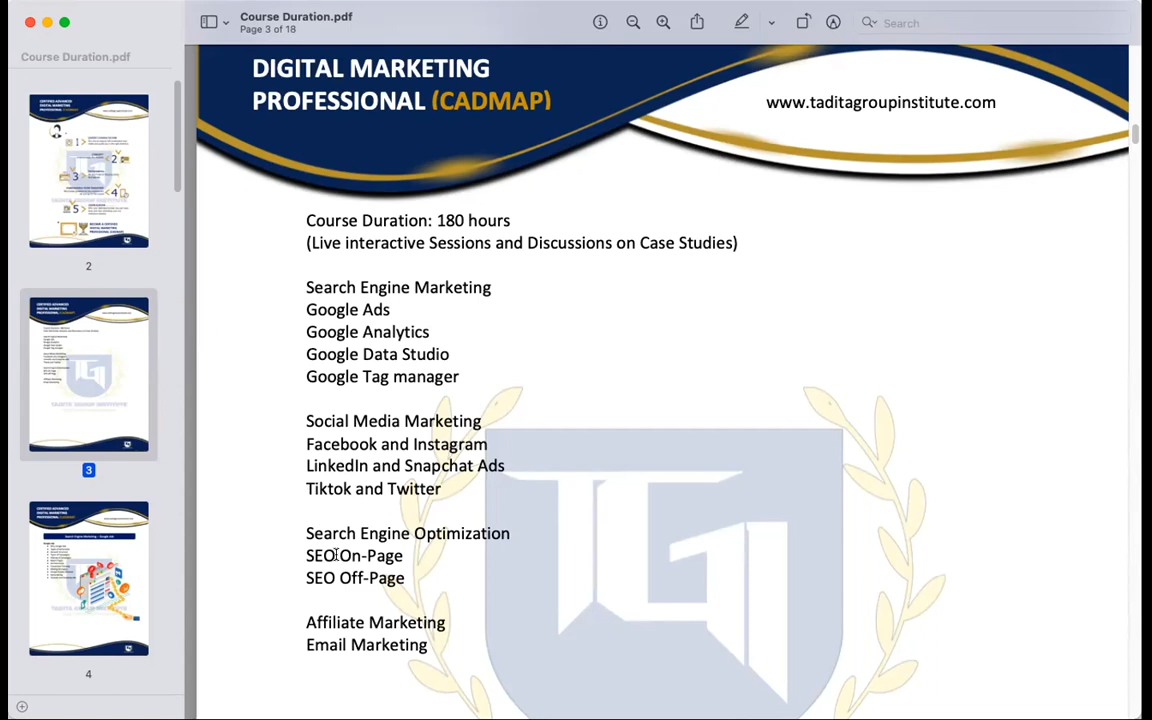 Course Duration.pdf
Page 3 of 18
Search
Course Duration.pdf
2
3
4
DIGITAL MARKETING
PROFESSIONAL (CADMAP)
www.taditagroupinstitute.com
Course Duration: 180 hours
(Live interactive Sessions and Discussions on Case Studies)
Search Engine Marketing
Google Ads
Google Analytics
Google Data Studio
Google Tag manager
Social Media Marketing
Facebook and Instagram
LinkedIn and Snapchat Ads
Tiktok and Twitter
Search Engine Optimization
SEO On-Page
SEO Off-Page
Affiliate Marketing
Email Marketing